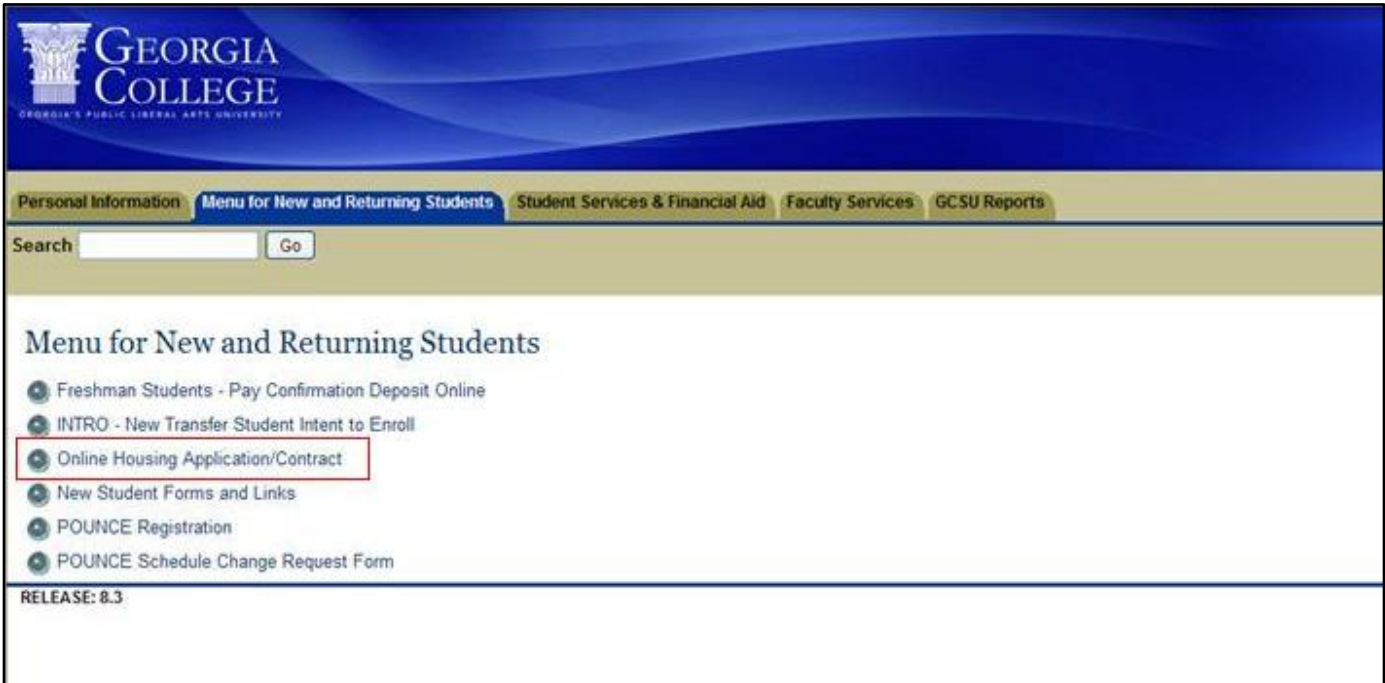 GEORGIA
COLLEGE
GEORGIA'S PUBLIC LIBERAL ARTS UNIVERSITY
Personal Information Menu for New and Returning Students Student Services & Financial Aid Faculty Services GCSU Reports
Search Go
Menu for New and Returning Students
Freshman Students - Pay Confirmation Deposit Online
INTRO - New Transfer Student Intent to Enroll
Online Housing Application/Contract
New Student Forms and Links
POUNCE Registration
POUNCE Schedule Change Request Form
RELEASE: 8.3